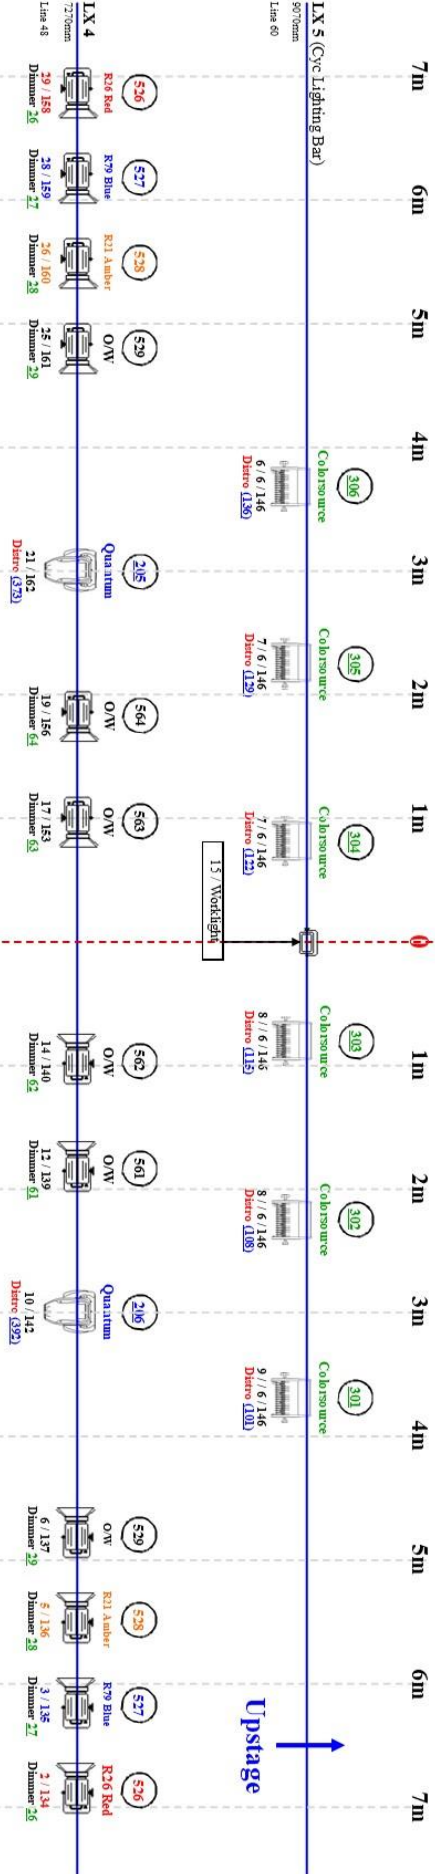 7m 6m 5m 4m 3m 2m 1m 0 1m 2m 3m 4m 5m 6m 7m
306 305 304 303 302 301
LX 5 (Cyc Lighting Bar)
Colorsource Colorsource Colorsource Colorsource Colorsource Colorsource
9070mm
Line 60
6 / 6 / 146 7 / 6 / 146 7 / 6 / 146 8 / / 6 / 146 8 / / 6 / 146 9 / / 6 / 146
Distro (136) Distro (129) Distro (122) Distro (115) Distro (108) Distro (101)
Upstage
15 / Worklight
526 527 528 529 205 564 563 562 561 206 529 528 527 526
LX 4
R26 Red R79 Blue R21 Amber O/W Quantum O/W O/W O/W O/W Quantum O/W R21 Amber R79 Blue R26 Red
7270mm
Line 48
29 / 158 28 / 159 26 / 160 25 / 161 21 / 162 19 / 156 17 / 153 14 / 140 12 / 139 10 / 142 6 / 137 5 / 136 3 / 135 2 / 134
Dimmer 26 Dimmer 27 Dimmer 28 Dimmer 29 Distro (373) Dimmer 64 Dimmer 63 Dimmer 62 Dimmer 61 Distro (392) Dimmer 29 Dimmer 28 Dimmer 27 Dimmer 26